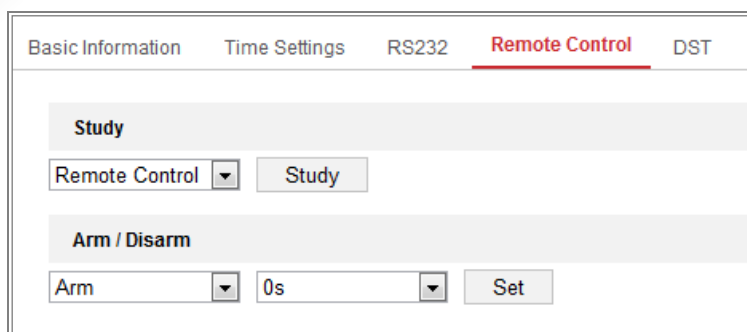 Basic Information Time Settings RS232 Remote Control DST
Study
Remote Control Study
Arm / Disarm
Arm 0s Set